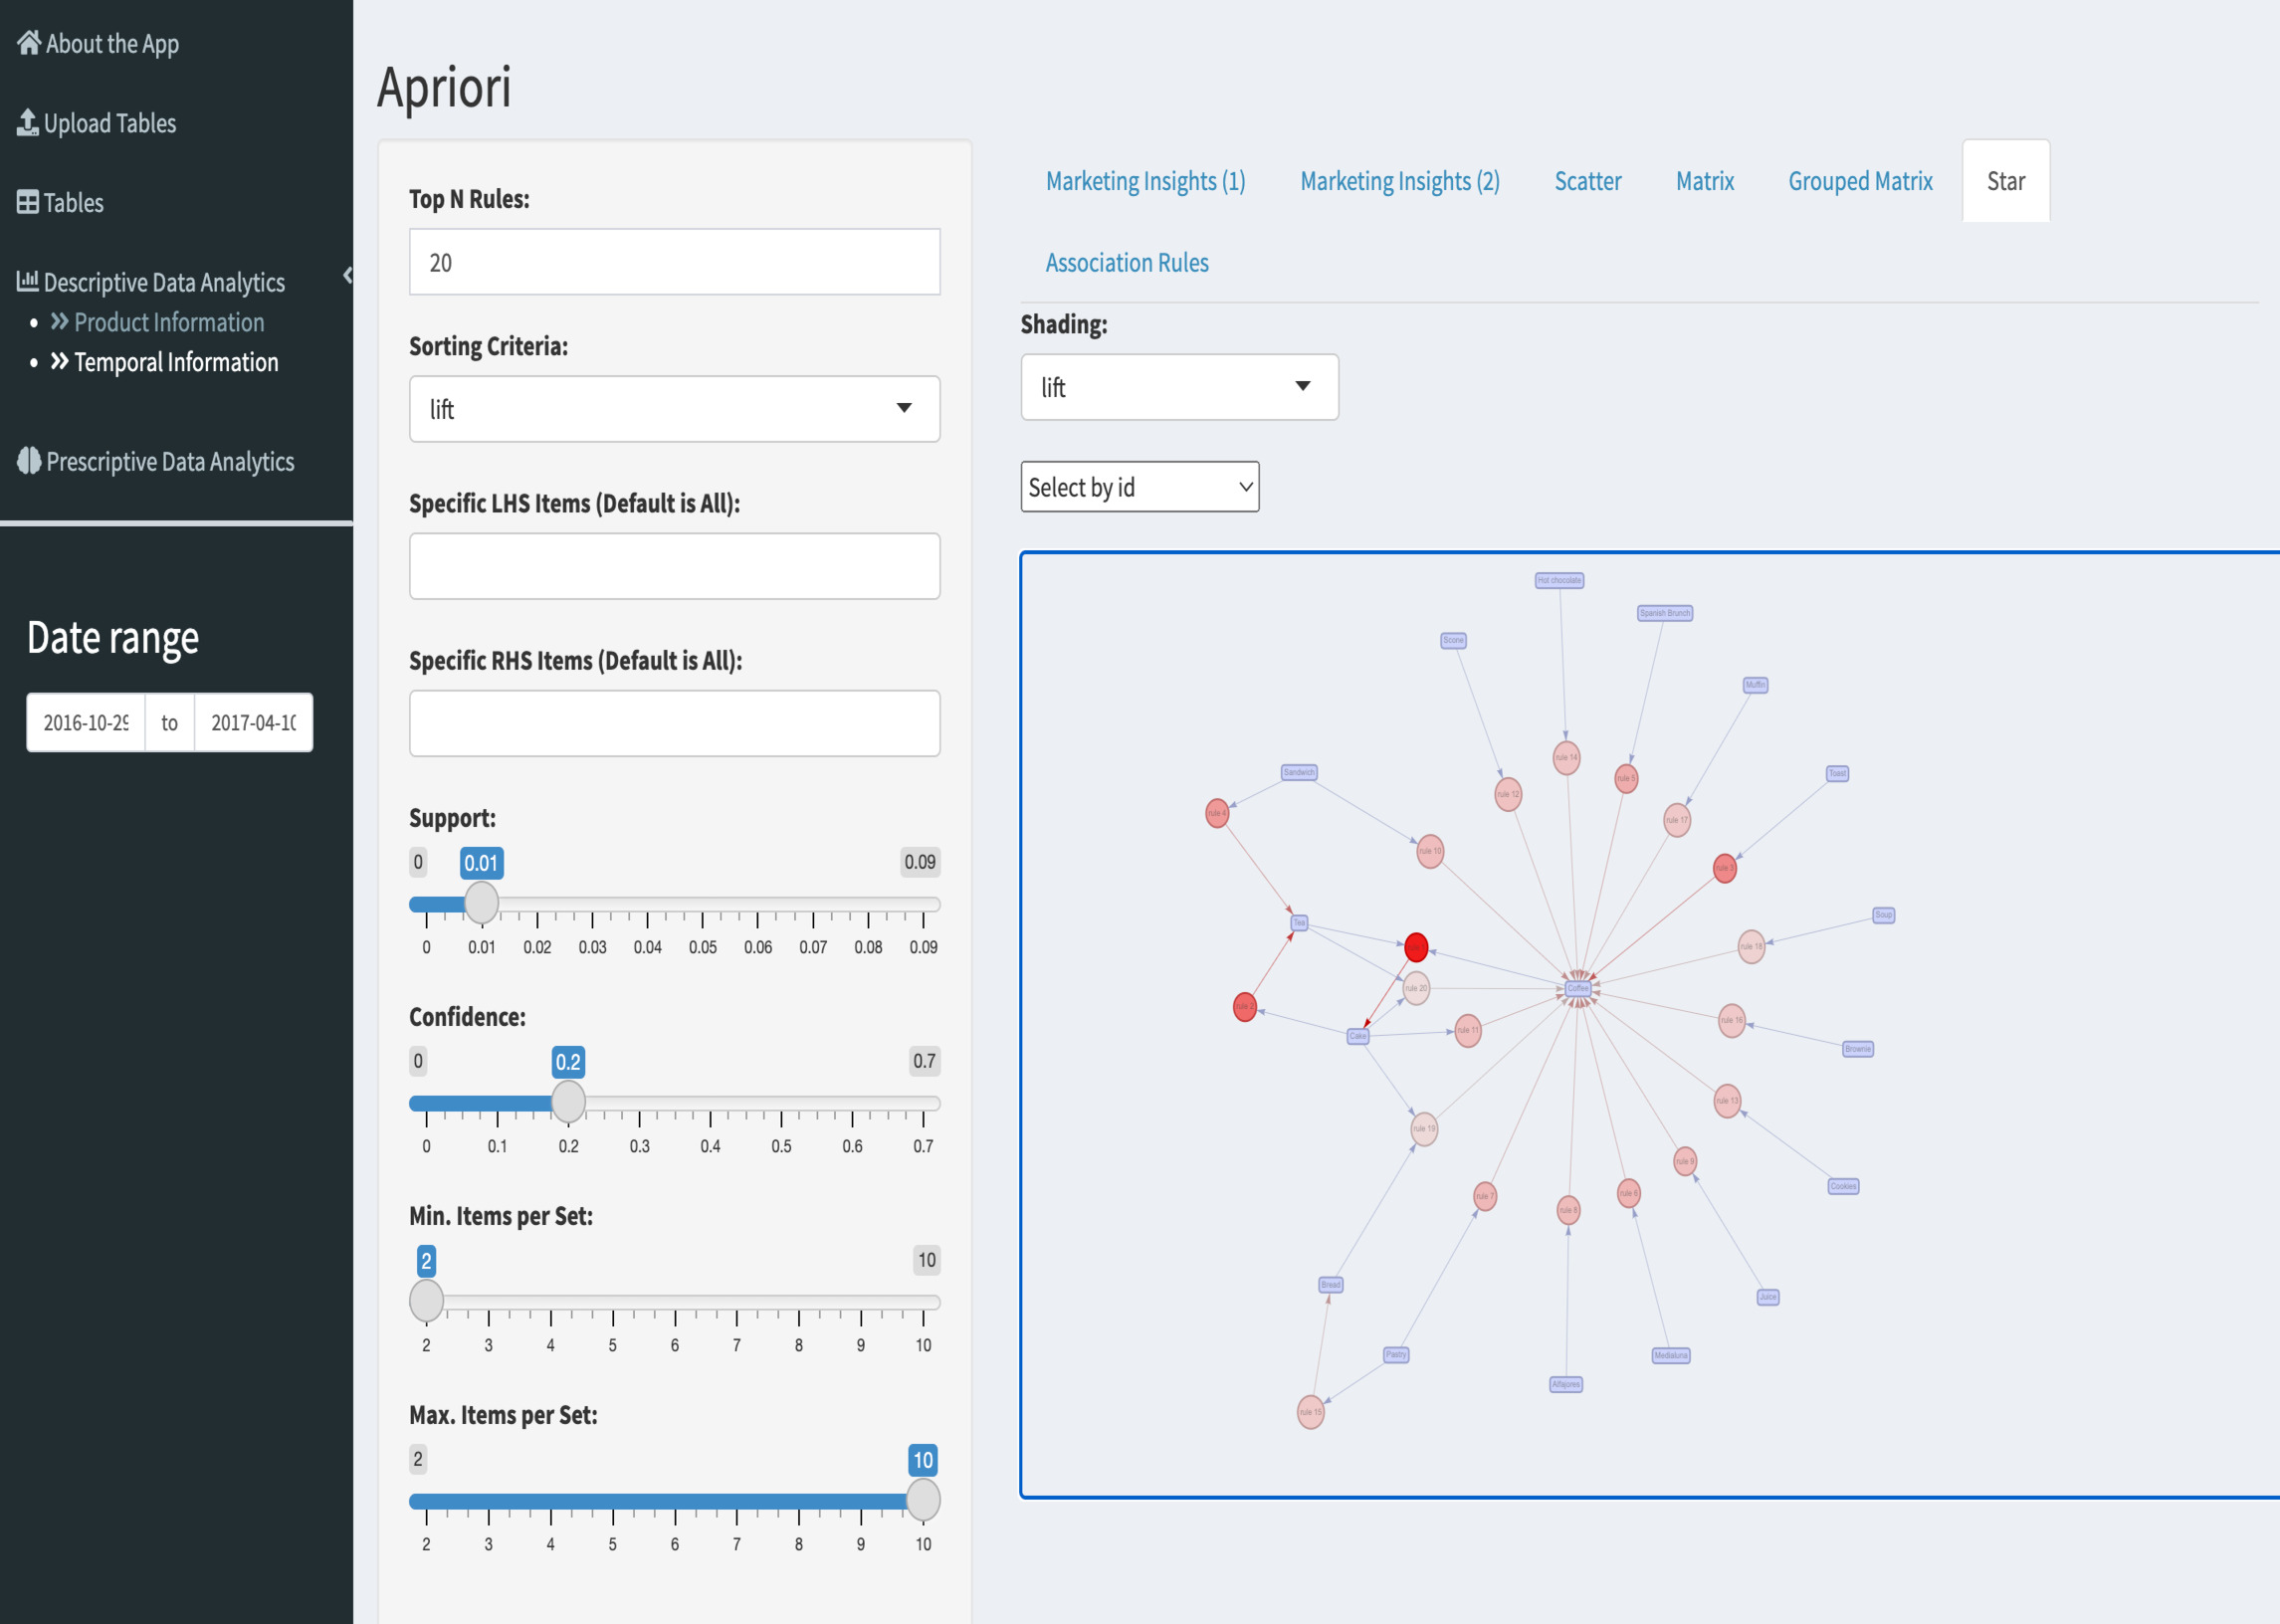 About the App
Upload Tables
Tables
Descriptive Data Analytics
Product Information
Temporal Information
Prescriptive Data Analytics
Date range
2016-10-29 to 2017-04-10
Apriori
Top N Rules:
20
Sorting Criteria:
lift
Specific LHS Items (Default is All):
Specific RHS Items (Default is All):
Support:
0 0.01 0.09
0 0.01 0.02 0.03 0.04 0.05 0.06 0.07 0.08 0.09
Confidence:
0 0.2 0.7
0 0.1 0.2 0.3 0.4 0.5 0.6 0.7
Min. Items per Set:
2 10
2 3 4 5 6 7 8 9 10
Max. Items per Set:
2 10
2 3 4 5 6 7 8 9 10
Marketing Insights (1) Marketing Insights (2) Scatter Matrix Grouped Matrix Star
Association Rules
Shading:
lift
Select by id
Hot chocolate
Spanish Brunch
Scone
Muffin
rule 14
Sandwich
Toast
rule 5
rule 12
rule 4
rule 17
rule 10
rule 3
Soup
Tea
rule 18
rule 20
Coffee
rule 2
rule 16
rule 11
Cake
Brownie
rule 13
rule 19
rule 9
Cookies
rule 6
rule 7
rule 8
Bread
Juice
Pastry
Medialuna
Alfajores
rule 15